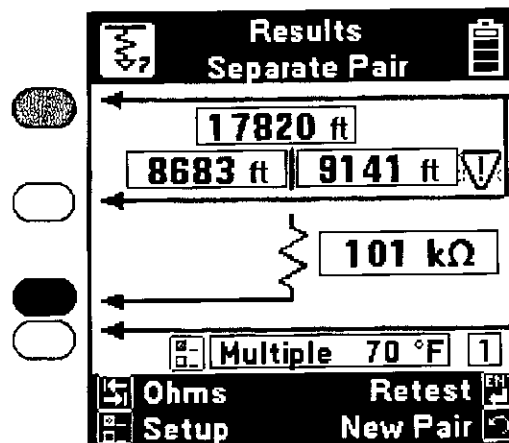 Results
Separate Pair
17820 ft
8683 ft 9141 ft
101 kΩ
Multiple 70 °F 1
Ohms Retest
Setup New Pair